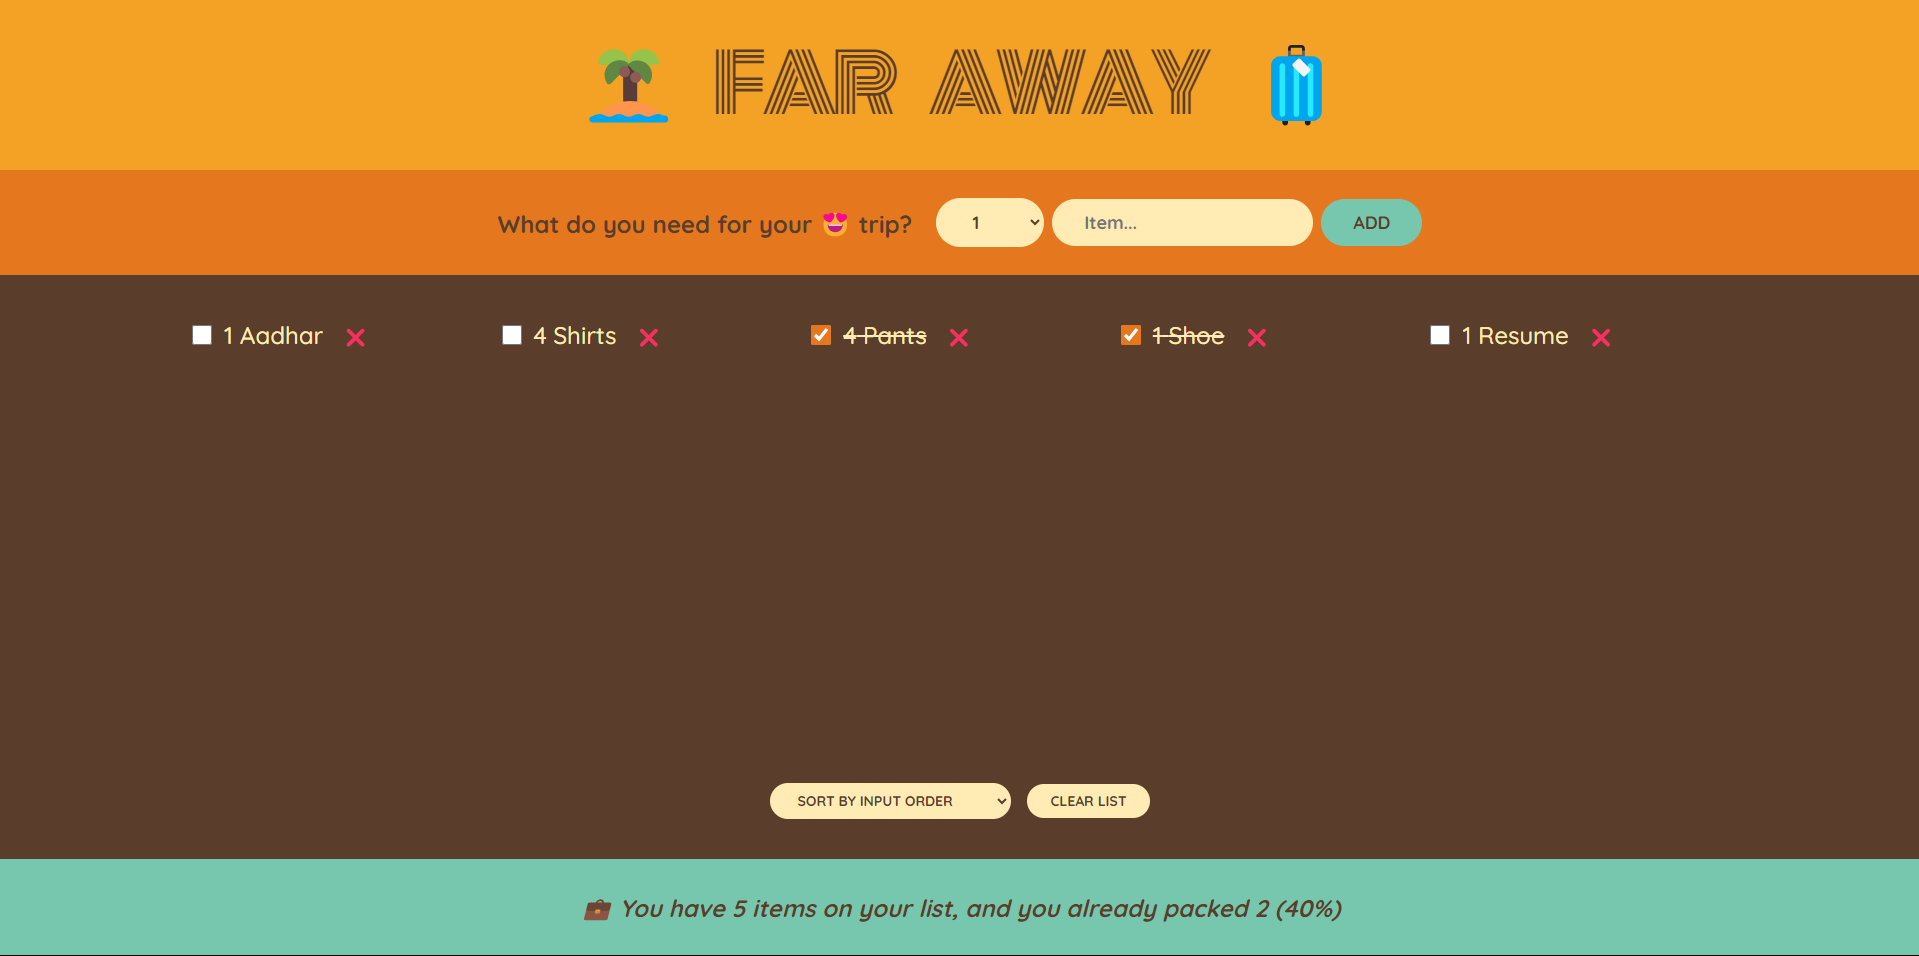 FAR AWAY
What do you need for your 😍 trip? 1 Item... ADD
1 Aadhar ❌ 4 Shirts ❌ 4 Pants ❌ 1 Shoe ❌ 1 Resume ❌
SORT BY INPUT ORDER CLEAR LIST
💼 You have 5 items on your list, and you already packed 2 (40%)